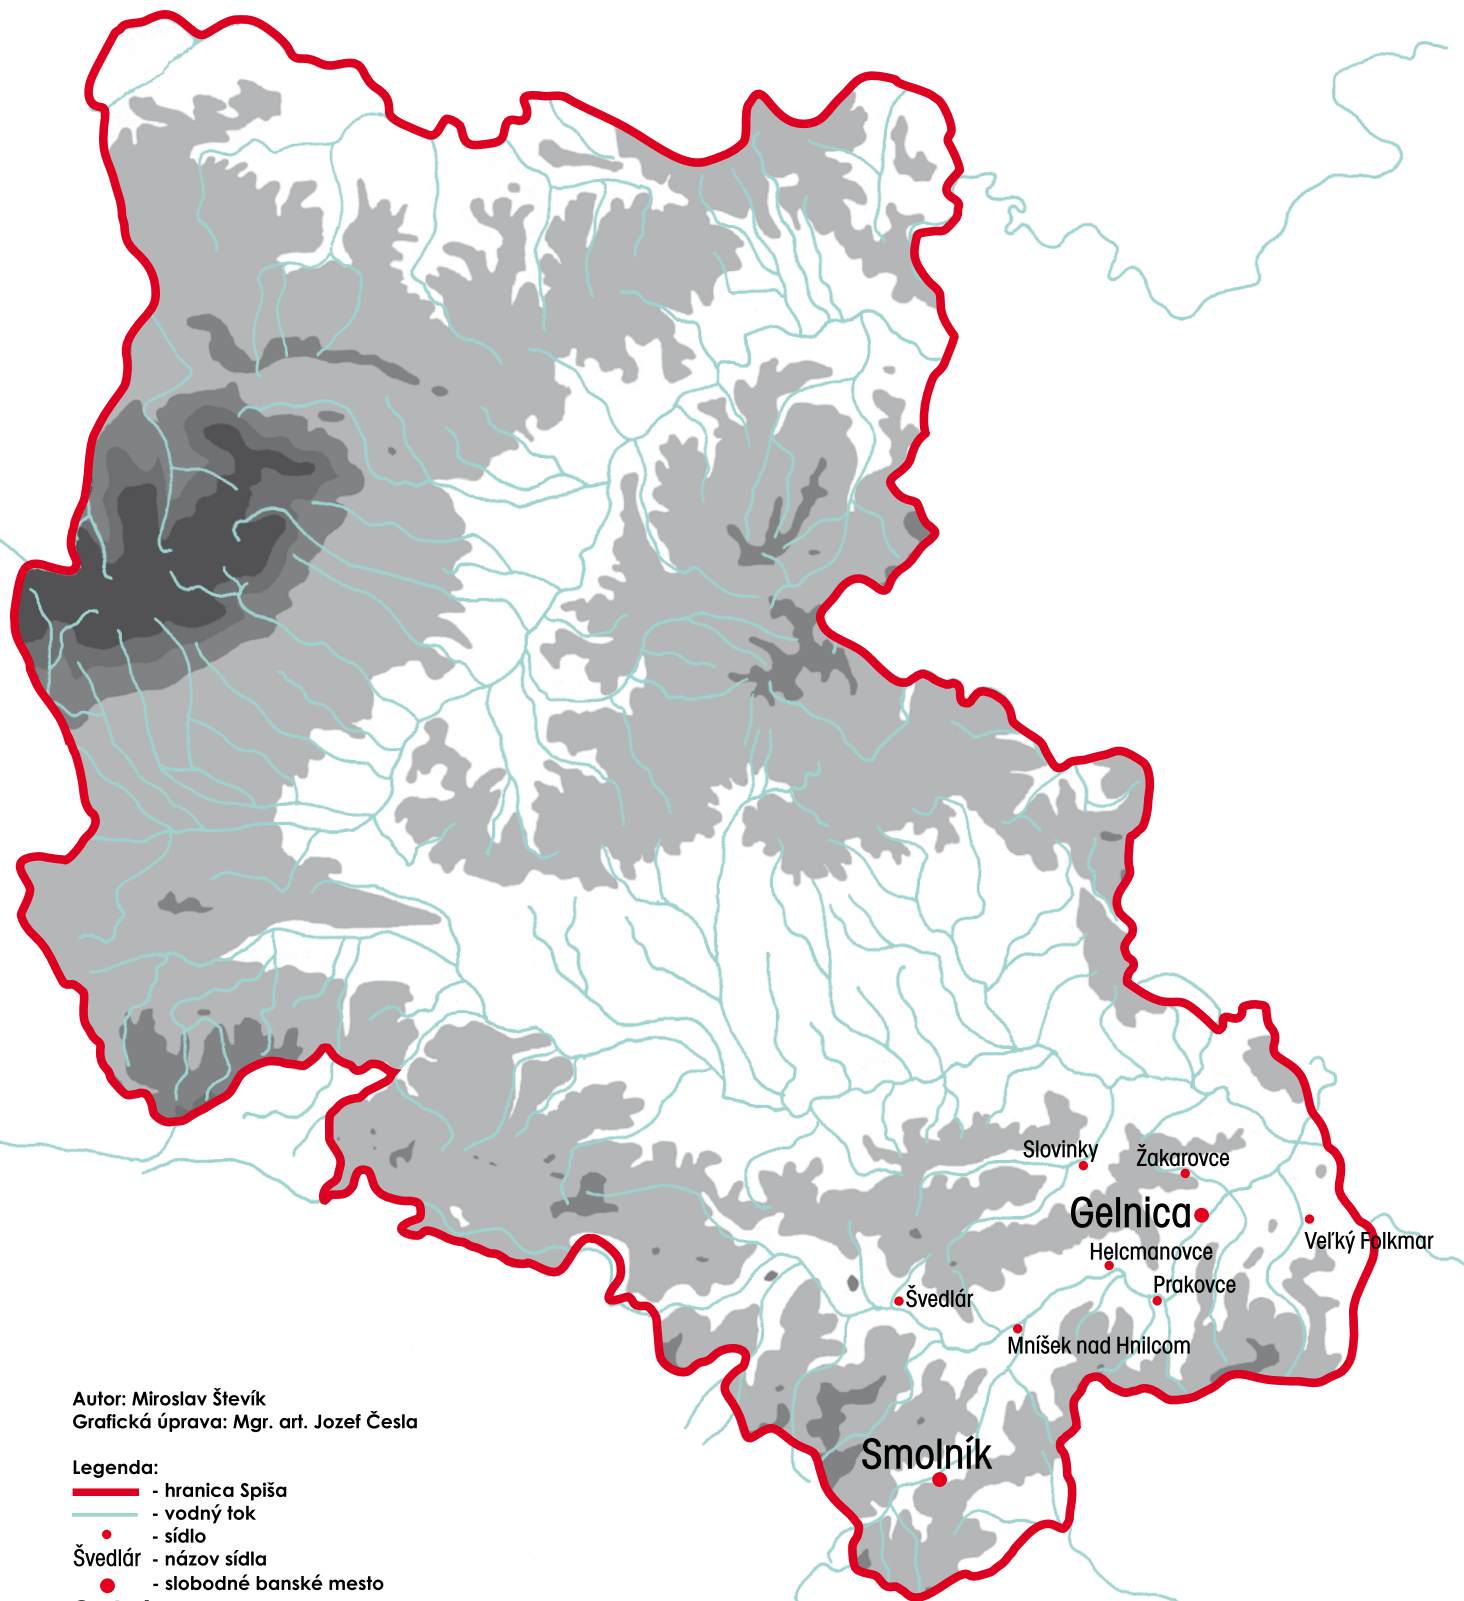 Slovinky
Žakarovce
Gelnica
Veľký Folkmar
Helcmanovce
Prakovce
Švedlár
Mníšek nad Hnilcom
Smolník
Autor: Miroslav Števík
Grafická úprava: Mgr. art. Jozef Česla
Legenda:
- hranica Spiša
- vodný tok
- sídlo
Švedlár - názov sídla
- slobodné banské mesto